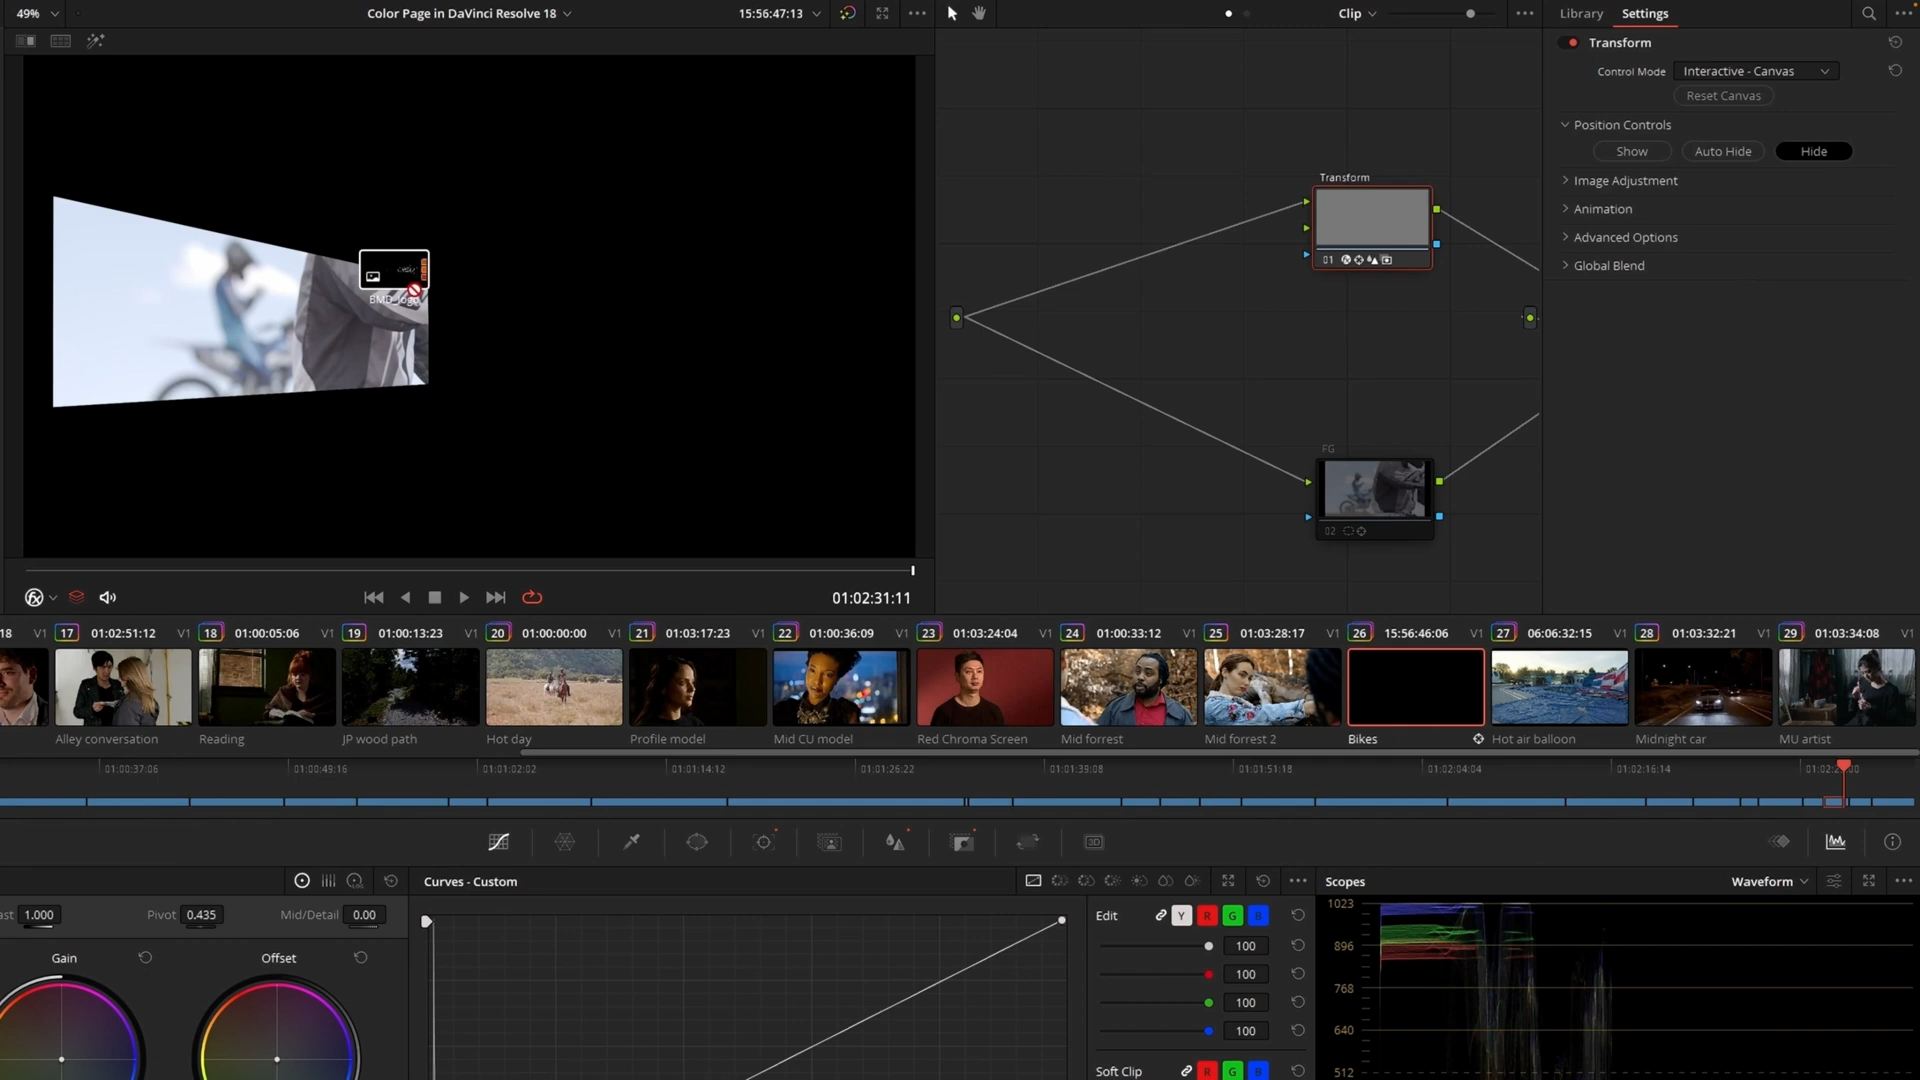 49%
Color Page in DaVinci Resolve 18
15:56:47:13
Clip
Library
Settings
Transform
Control Mode
Interactive - Canvas
Reset Canvas
Position Controls
Show
Auto Hide
Hide
Image Adjustment
Animation
Advanced Options
Global Blend
Transform
01
FG
02
01:02:31:11
18 V1
17 01:02:51:12 V1
18 01:00:05:06 V1
19 01:00:13:23 V1
20 01:00:00:00 V1
21 01:03:17:23 V1
22 01:00:36:09 V1
23 01:03:24:04 V1
24 01:00:33:12 V1
25 01:03:28:17 V1
26 15:56:46:06 V1
27 06:06:32:15 V1
28 01:03:32:21 V1
29 01:03:34:08 V1
Alley conversation
Reading
JP wood path
Hot day
Profile model
Mid CU model
Red Chroma Screen
Mid forrest
Mid forrest 2
Bikes
Hot air balloon
Midnight car
MU artist
01:00:37:06
01:00:49:16
01:01:02:02
01:01:14:12
01:01:26:22
01:01:39:08
01:01:51:18
01:02:04:04
01:02:16:14
3D
Curves - Custom
Scopes
Waveform
ast 1.000
Pivot 0.435
Mid/Detail 0.00
Gain
Offset
Edit
Y R G B
100
100
100
100
Soft Clip
R G B
1023
896
768
640
512